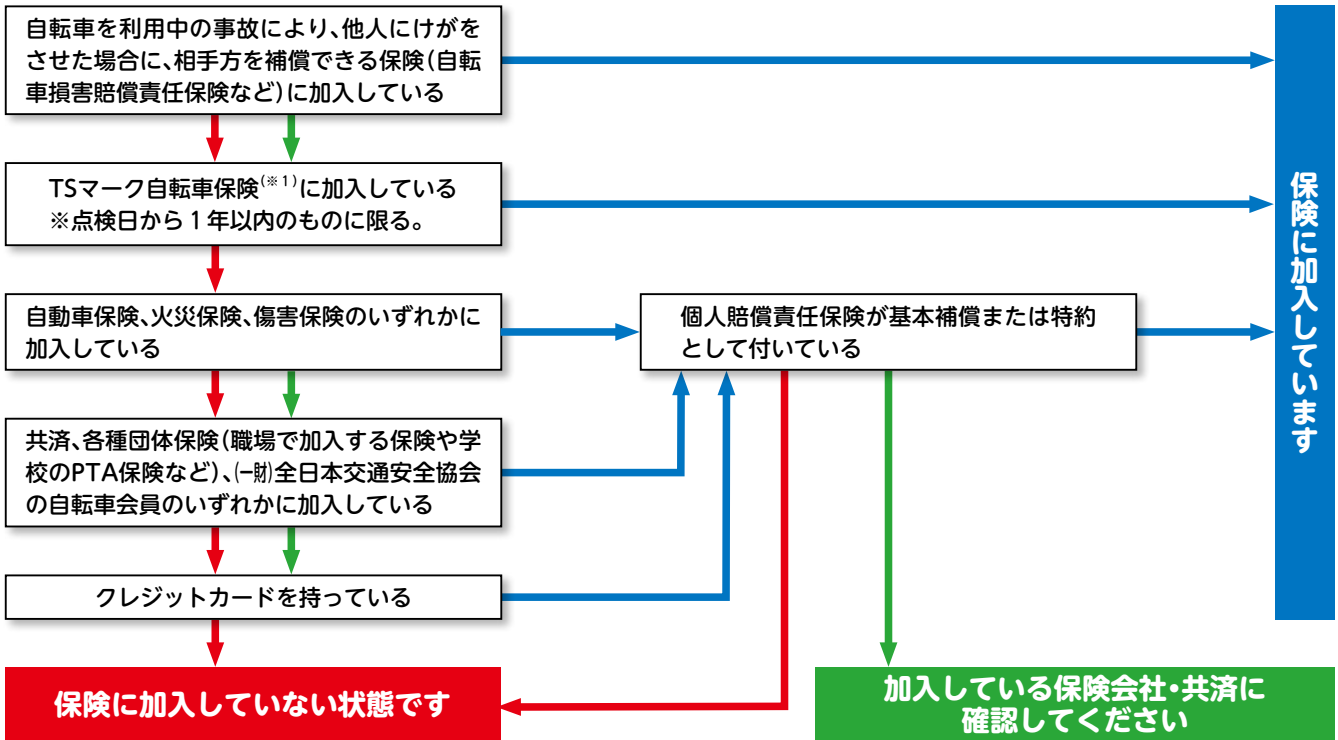 自転車を利用中の事故により、他人にけがを
させた場合に、相手方を補償できる保険(自転
車損害賠償責任保険など)に加入している
TSマーク自転車保険(※1)に加入している
※点検日から1年以内のものに限る。
自動車保険、火災保険、傷害保険のいずれかに
加入している
個人賠償責任保険が基本補償または特約
として付いている
共済、各種団体保険(職場で加入する保険や学
校のPTA保険など)、(一財)全日本交通安全協会
の自転車会員のいずれかに加入している
クレジットカードを持っている
保険に加入しています
保険に加入していない状態です
加入している保険会社・共済に
確認してください